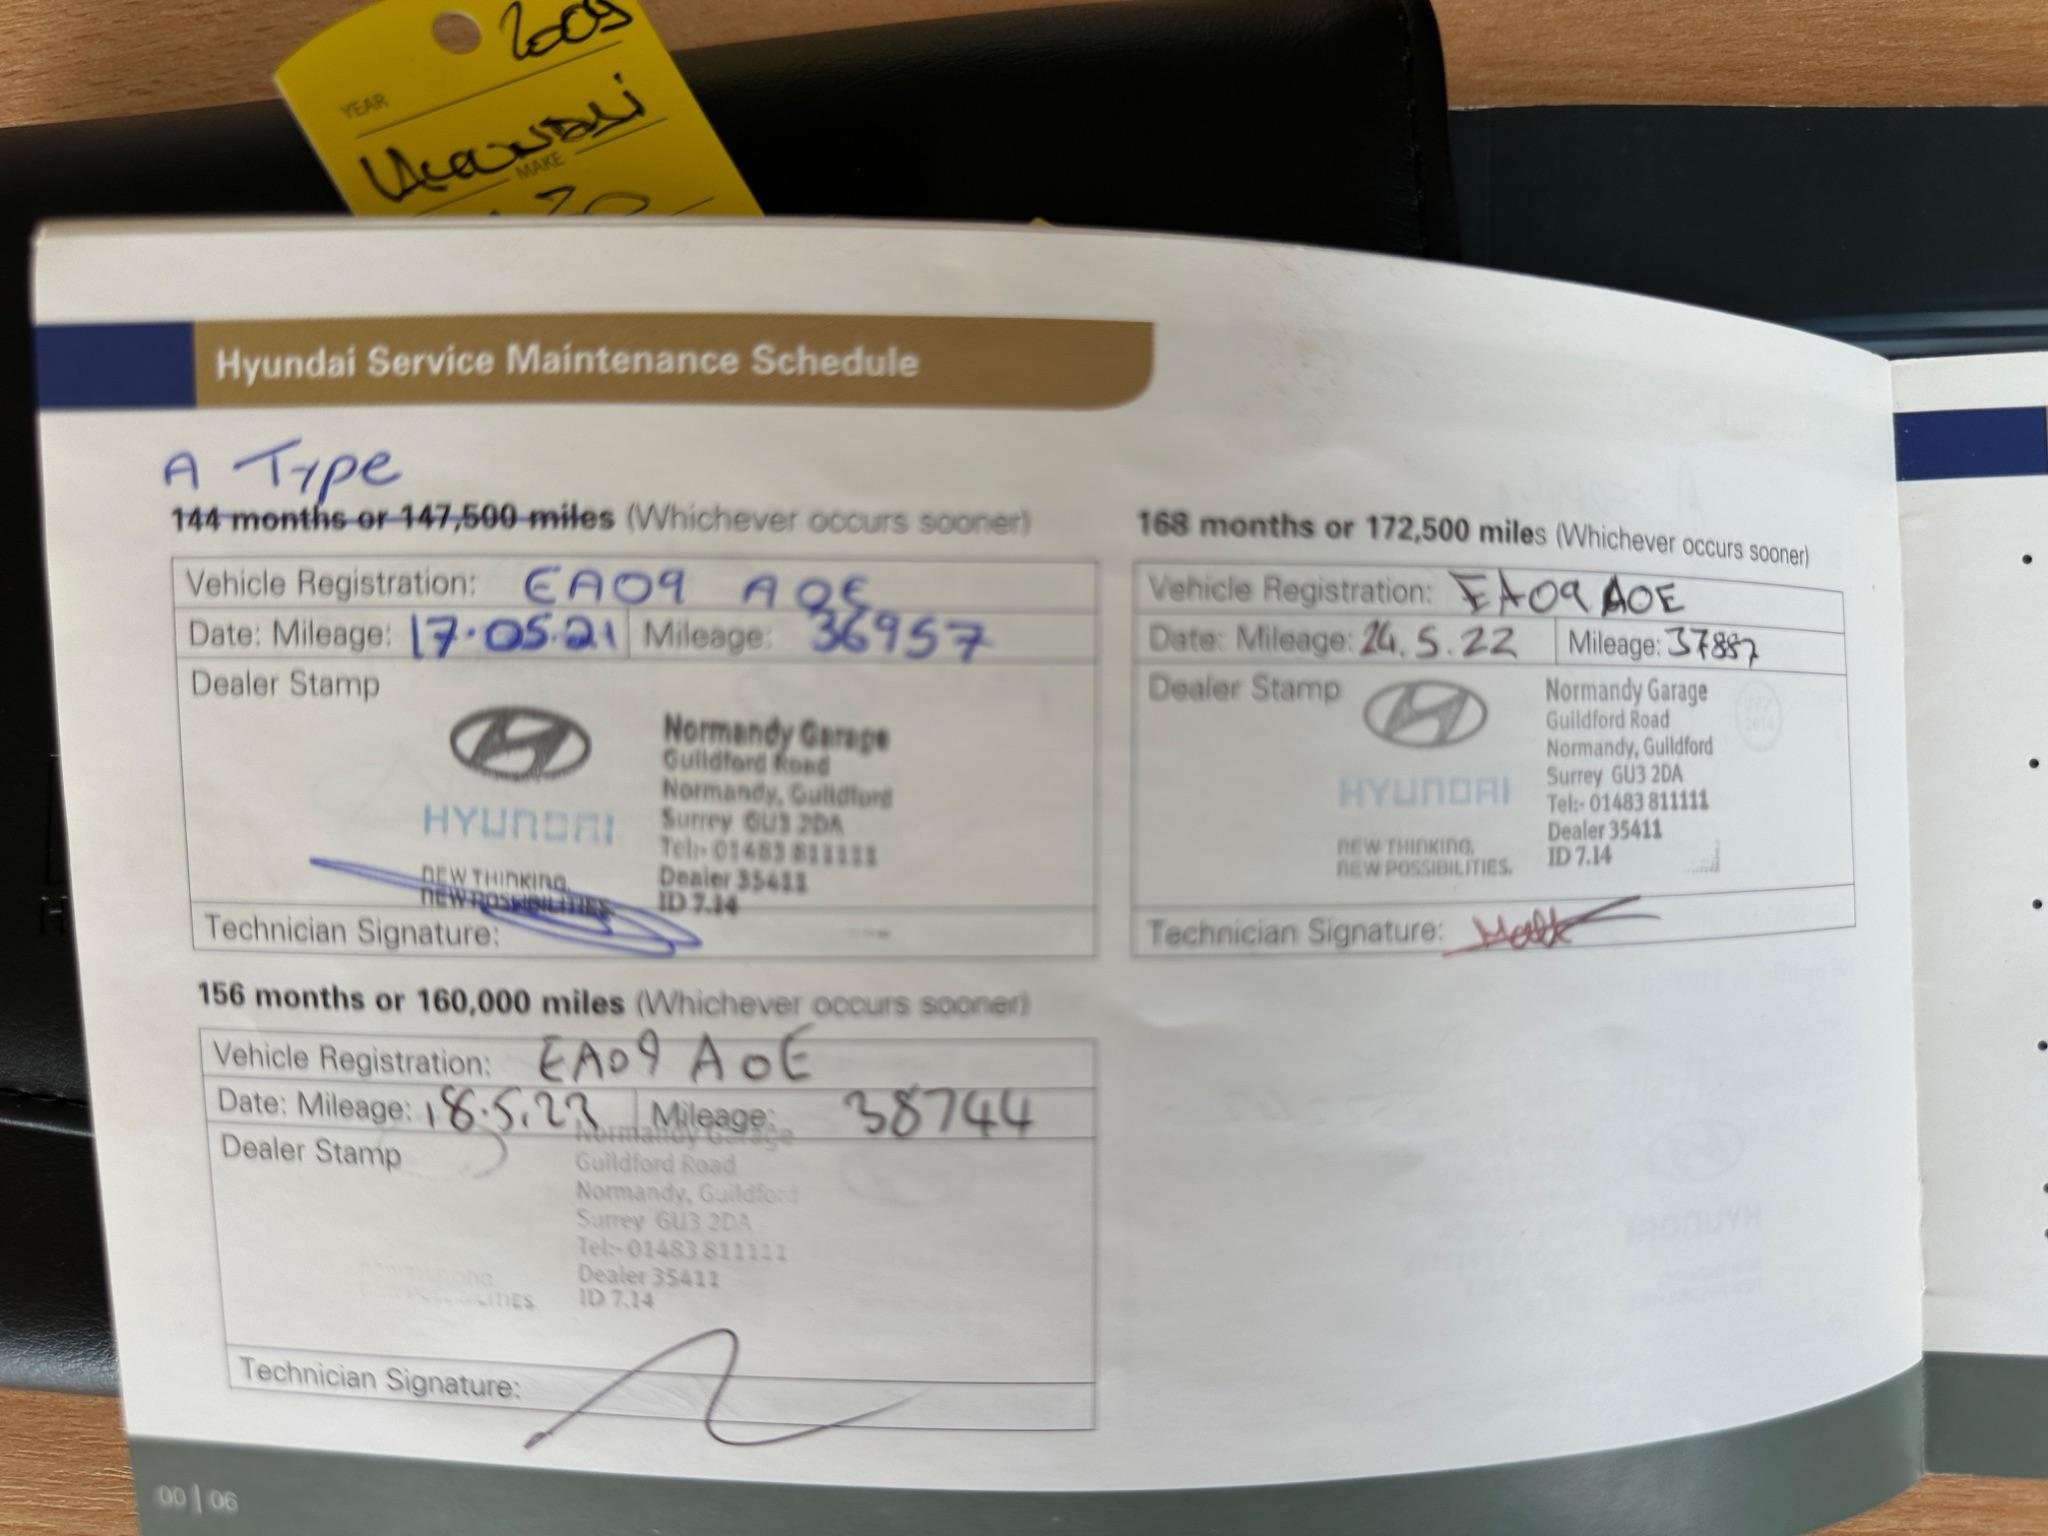 2009
YEAR
Hyundai
MAKE
i20
Hyundai Service Maintenance Schedule
A Type
144 months or 147,500 miles (Whichever occurs sooner)
Vehicle Registration: EA09 AOE
Date: Mileage: 17.05.21 Mileage: 36957
Dealer Stamp
HYUNDAI
NEW THINKING.
NEW POSSIBILITIES.
Normandy Garage
Guildford Road
Normandy, Guildford
Surrey GU3 2DA
Tel:- 01483 811111
Dealer 35411
ID 7.14
Technician Signature:
156 months or 160,000 miles (Whichever occurs sooner)
Vehicle Registration: EA09 AOE
Date: Mileage: 18.5.23 Mileage: 38744
Dealer Stamp
Normandy Garage
Guildford Road
Normandy, Guildford
Surrey GU3 2DA
Tel:- 01483 811111
Dealer 35411
ID 7.14
NEW THINKING.
NEW POSSIBILITIES.
Technician Signature:
168 months or 172,500 miles (Whichever occurs sooner)
Vehicle Registration: EA09 AOE
Date: Mileage: 24.5.22 Mileage: 37887
Dealer Stamp
HYUNDAI
NEW THINKING.
NEW POSSIBILITIES.
Normandy Garage
Guildford Road
Normandy, Guildford
Surrey GU3 2DA
Tel:- 01483 811111
Dealer 35411
ID 7.14
Technician Signature:
00 | 06